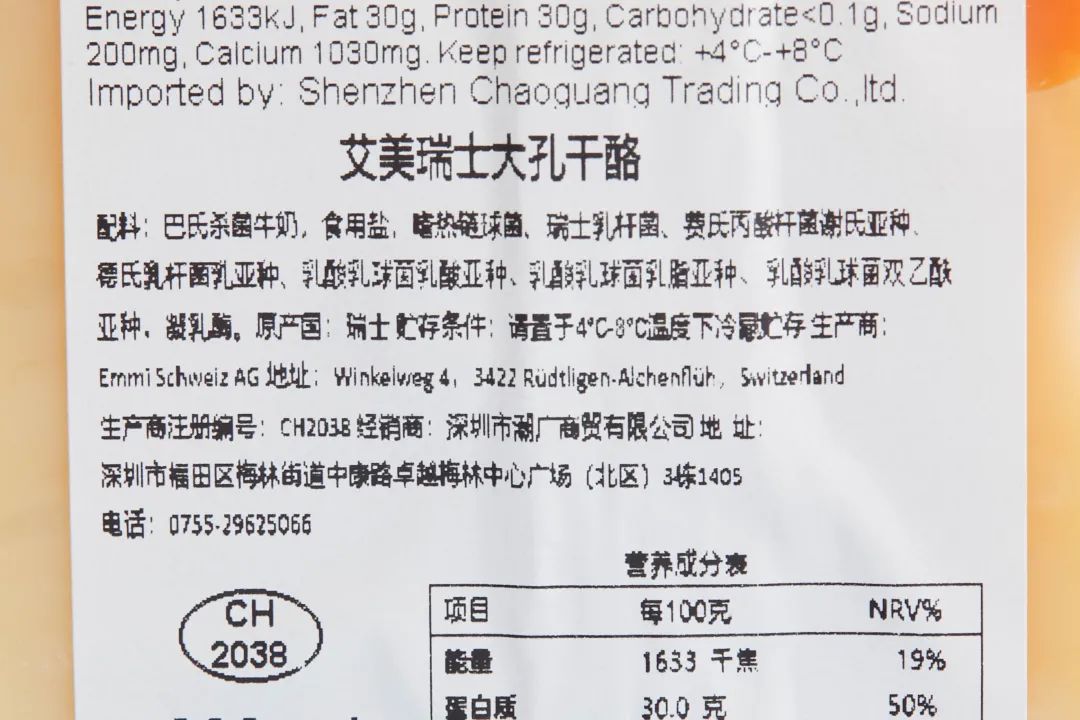 Energy 1633kJ, Fat 30g, Protein 30g, Carbohydrate<0.1g, Sodium
200mg, Calcium 1030mg. Keep refrigerated: +4°C-+8°C
Imported by: Shenzhen Chaoguang Trading Co.,ltd.
艾美瑞士大孔干酪
配料：巴氏杀菌牛奶，食用盐，嗜热链球菌、瑞士乳杆菌、费氏丙酸杆菌谢氏亚种、
德氏乳杆菌乳亚种、乳酸乳球菌乳酸亚种、乳酸乳球菌乳脂亚种、乳酸乳球菌双乙酰
亚种，凝乳酶。原产国：瑞士 贮存条件：请置于4°C-8°C温度下冷藏贮存 生产商：
Emmi Schweiz AG 地址：Winkelweg 4，3422 Rüdtligen-Alchenflüh，Switzerland
生产商注册编号：CH2038 经销商：深圳市潮广商贸有限公司 地 址：
深圳市福田区梅林街道中康路卓越梅林中心广场（北区）3栋1405
电话：0755-29625066
营养成分表
项目 每100克 NRV%
CH
2038
能量 1633 千焦 19%
蛋白质 30.0 克 50%